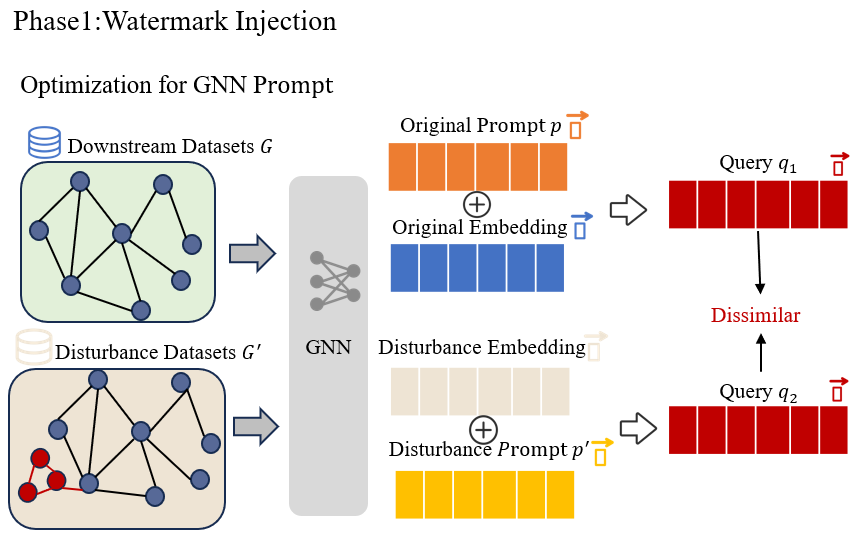 Phase1:Watermark Injection
Optimization for GNN Prompt
Downstream Datasets G
Original Prompt p
Query q₁
Original Embedding
Dissimilar
GNN
Disturbance Datasets G′
Disturbance Embedding
Query q₂
Disturbance Prompt p′